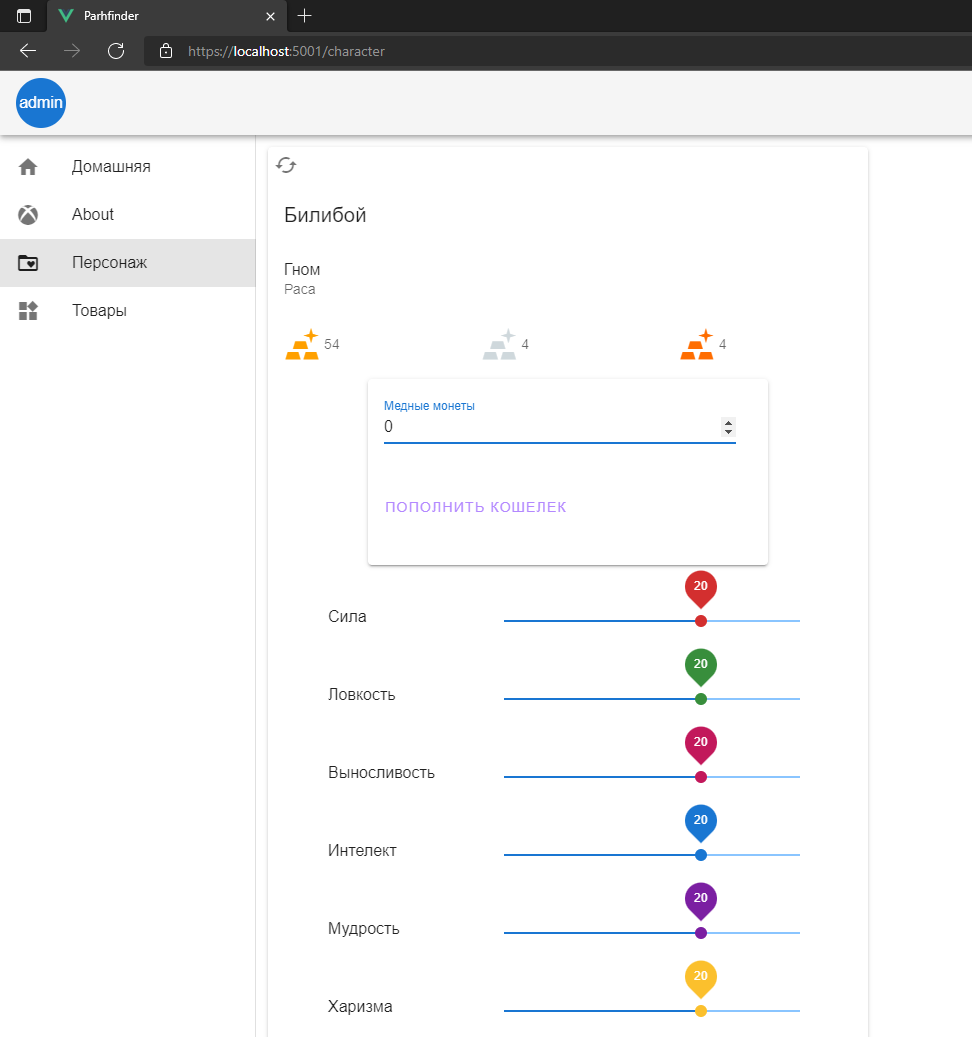 Parhfinder
https://localhost:5001/character
admin
Домашняя
About
Персонаж
Товары
Билибой
Гном
Раса
54 4 4
Медные монеты
0
ПОПОЛНИТЬ КОШЕЛЕК
20
Сила
20
Ловкость
20
Выносливость
20
Интелект
20
Мудрость
20
Харизма